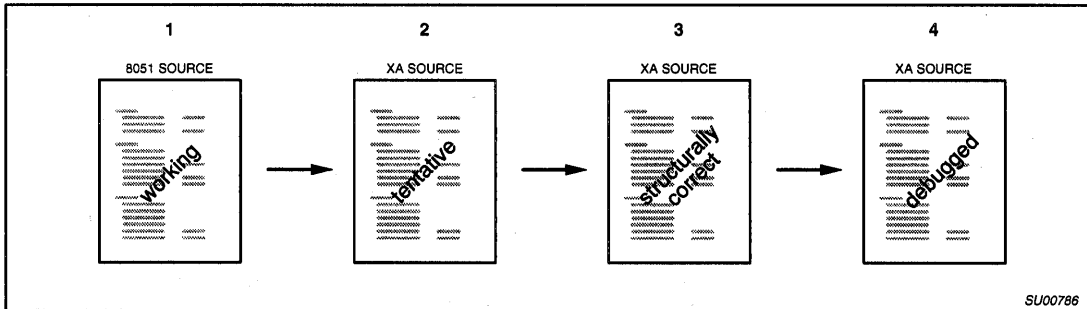 1
8051 SOURCE
working
2
XA SOURCE
tentative
3
XA SOURCE
structurally
correct
4
XA SOURCE
debugged
SU00786